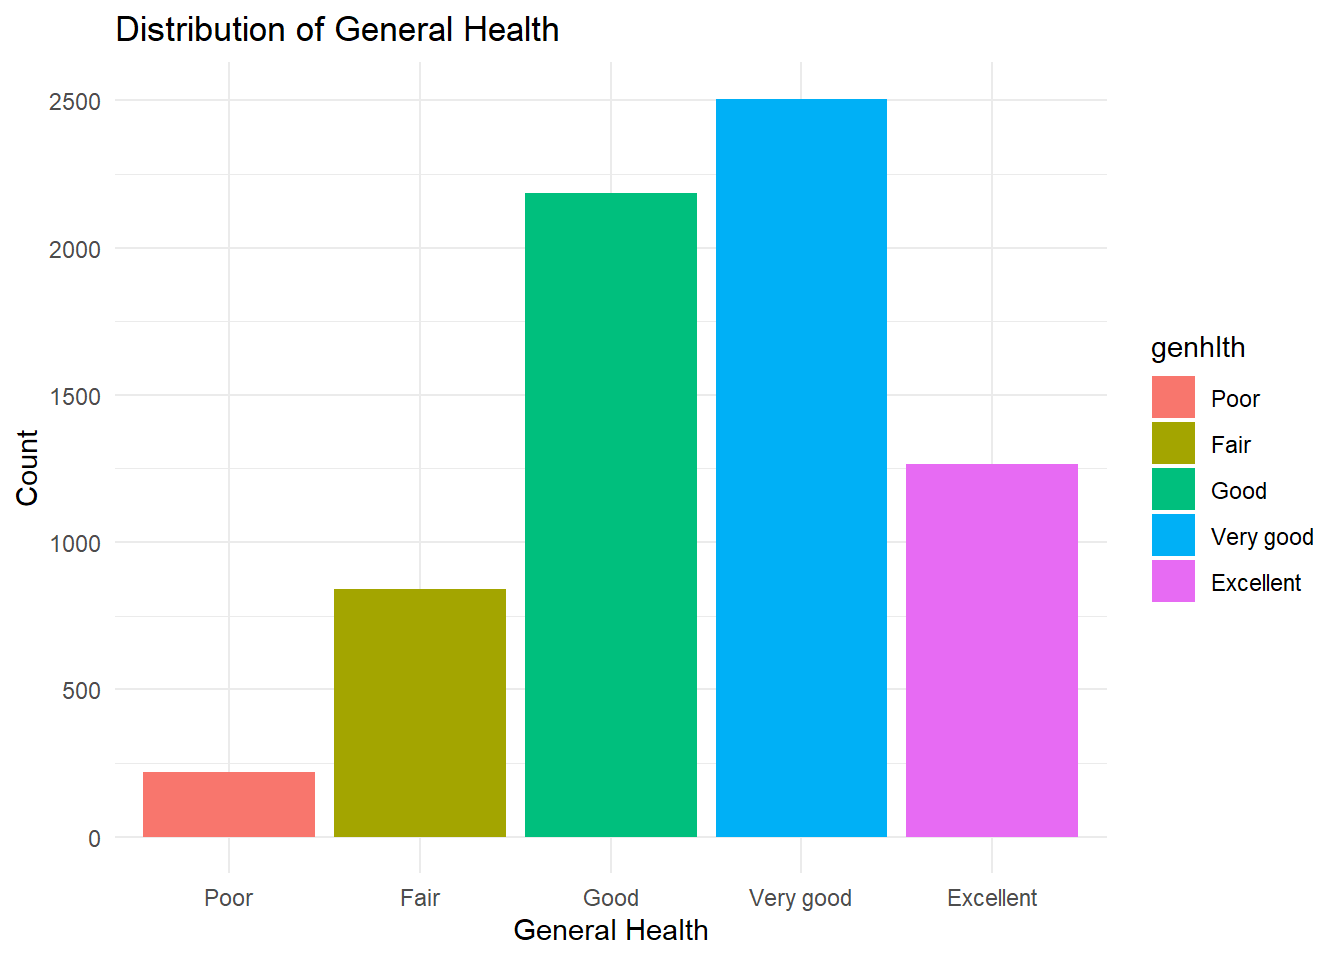 Distribution of General Health
2500
2000
1500
1000
500
0
Count
Poor
Fair
Good
Very good
Excellent
General Health
genhlth
Poor
Fair
Good
Very good
Excellent